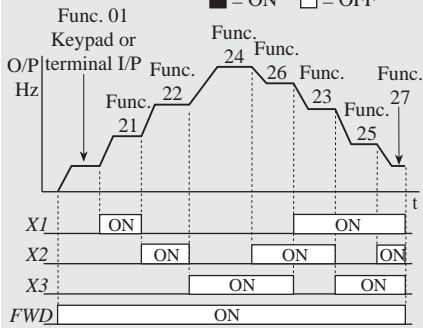 ■ = ON □ = OFF
Func. 01
Keypad or
terminal I/P
O/P
Hz
Func.
21
Func.
22
Func.
24
Func.
26
Func.
23
Func.
25
Func.
27
t
X1 ON ON
X2 ON ON ON
X3 ON ON
FWD ON